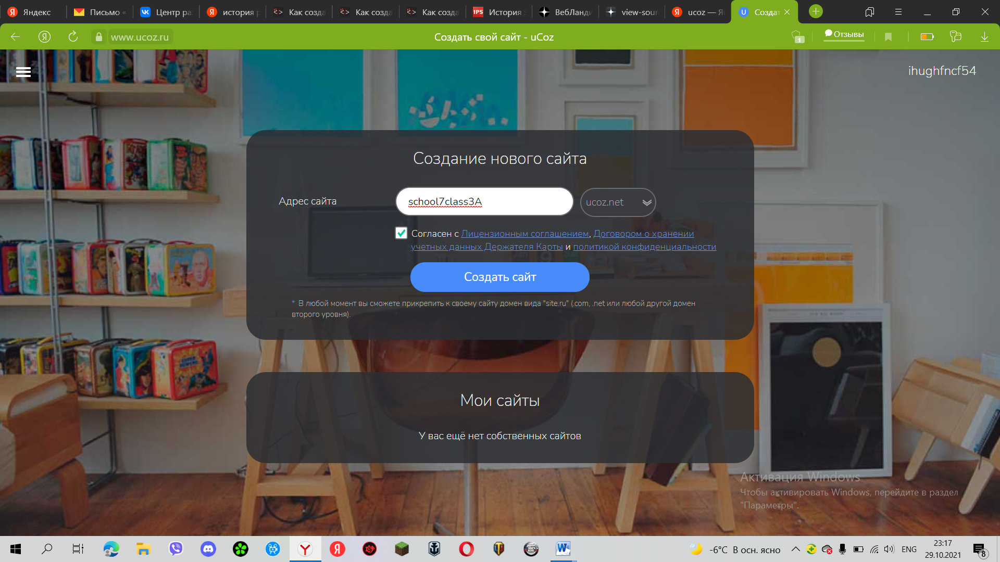 Яндекс
Письмо «
Центр ра
история р
Как созда
Как созда
Как созда
История з
ВебЛанди
view-sour
ucoz — Я
Создат
www.ucoz.ru
Создать свой сайт - uCoz
1
Отзывы
ihughfncf54
Создание нового сайта
Адрес сайта
school7class3A
ucoz.net
Согласен с Лицензионным соглашением, Договором о хранении
учетных данных Держателя Карты и политикой конфиденциальности
Создать сайт
* В любой момент вы сможете прикрепить к своему сайту домен вида "site.ru" (.com, .net или любой другой домен
второго уровня).
Мои сайты
У вас ещё нет собственных сайтов
Активация Windows
Чтобы активировать Windows, перейдите в раздел
"Параметры".
-6°C В осн. ясно
ENG
23:17
29.10.2021
8